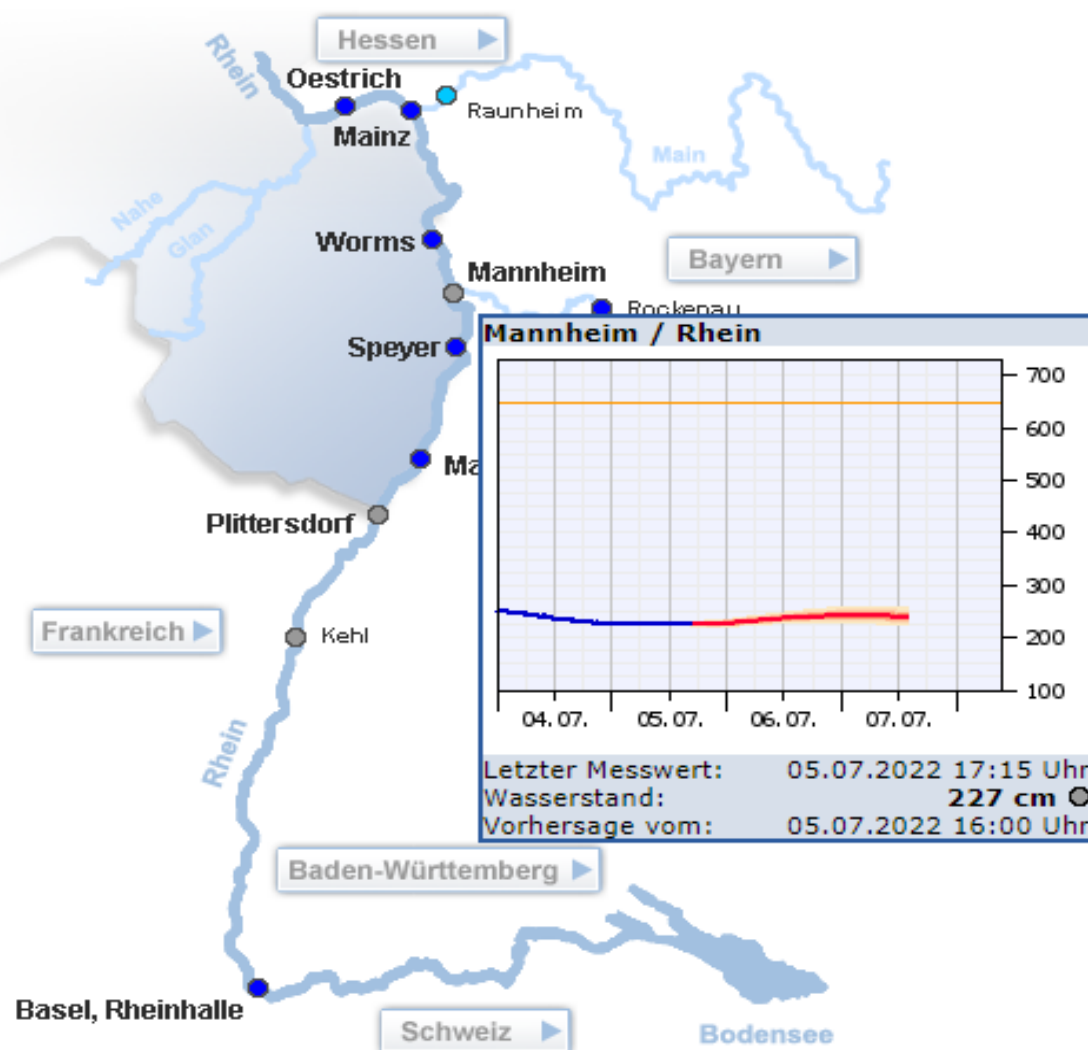 Hessen
Rhein
Oestrich
Raunheim
Mainz
Main
Nahe
Glan
Worms
Bayern
Mannheim
Rockenau
Speyer
Mannheim / Rhein
700
600
500
400
300
200
100
04.07. 05.07. 06.07. 07.07.
Letzter Messwert: 05.07.2022 17:15 Uhr
Wasserstand: 227 cm
Vorhersage vom: 05.07.2022 16:00 Uhr
Ma
Plittersdorf
Frankreich
Kehl
Rhein
Baden-Württemberg
Basel, Rheinhalle
Schweiz
Bodensee